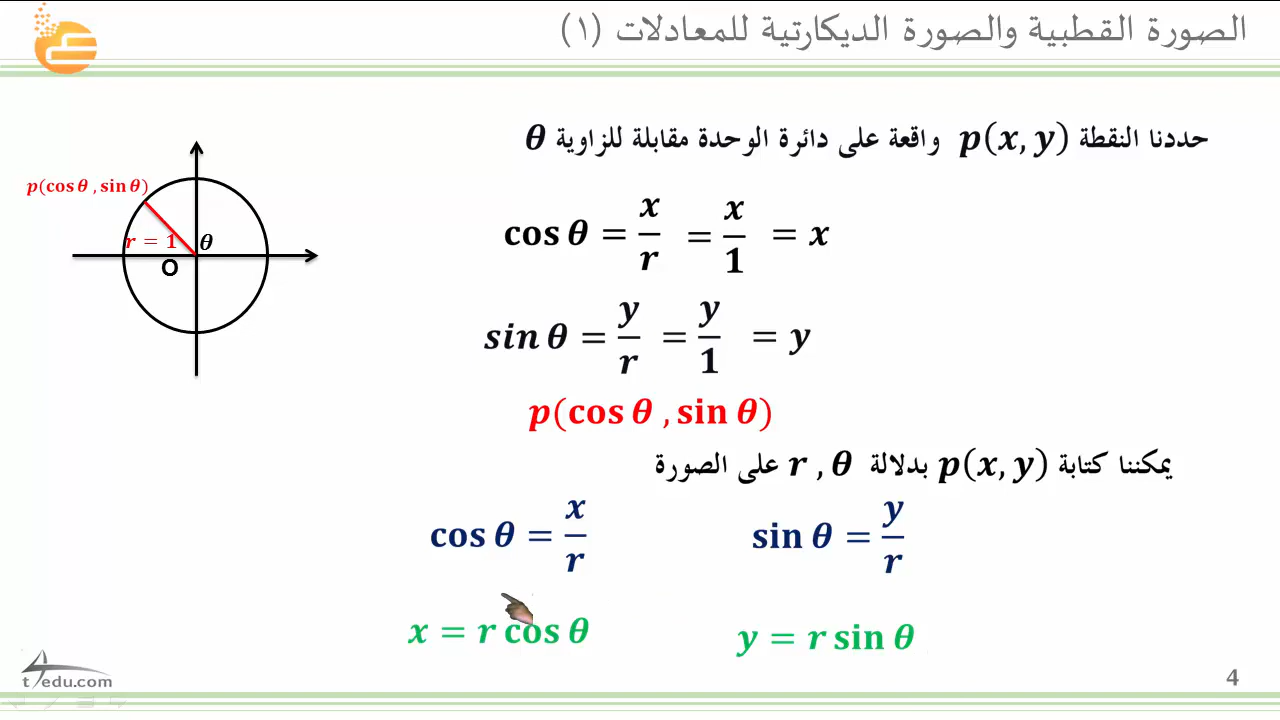 الصورة القطبية والصورة الديكارتية للمعادلات (١)
حددنا النقطة p(x, y) واقعة على دائرة الوحدة مقابلة للزاوية θ
p(cos θ , sin θ)
r = 1
θ
O
cos θ = x/r = x/1 = x
sin θ = y/r = y/1 = y
p(cos θ , sin θ)
يمكننا كتابة p(x, y) بدلالة r , θ على الصورة
cos θ = x/r
sin θ = y/r
x = r cos θ
y = r sin θ
t4edu.com
4